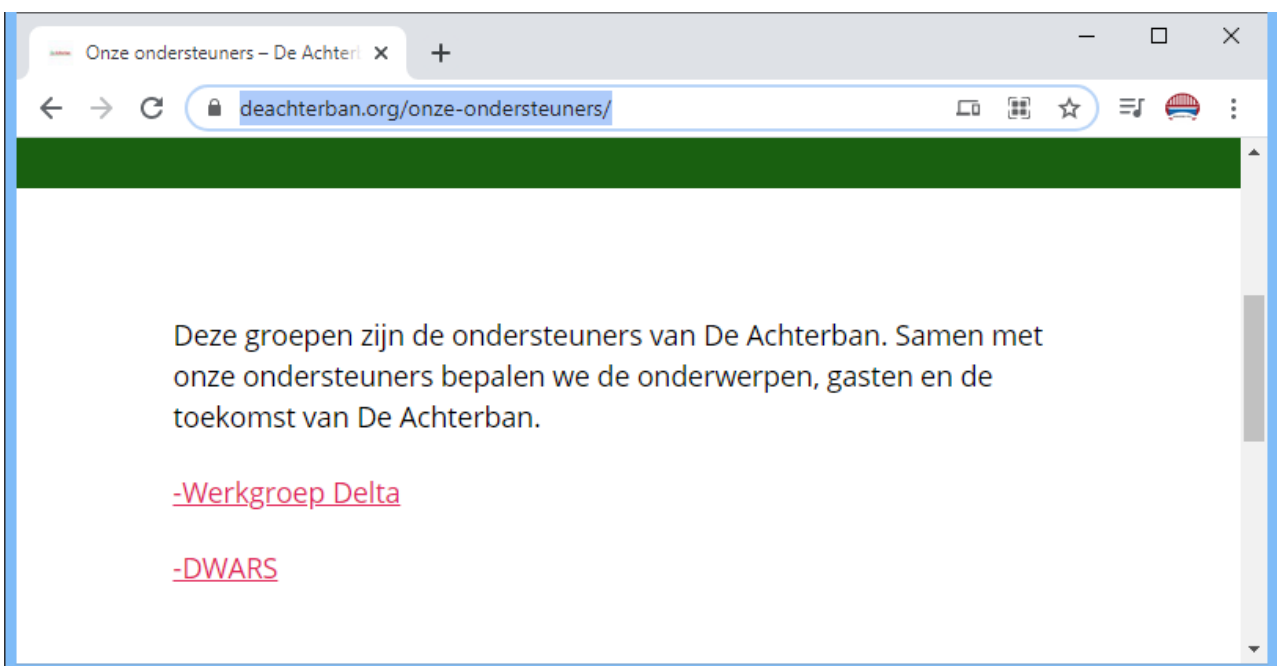 Onze ondersteuners – De Achter
deachterban.org/onze-ondersteuners/
Deze groepen zijn de ondersteuners van De Achterban. Samen met
onze ondersteuners bepalen we de onderwerpen, gasten en de
toekomst van De Achterban.
-Werkgroep Delta
-DWARS